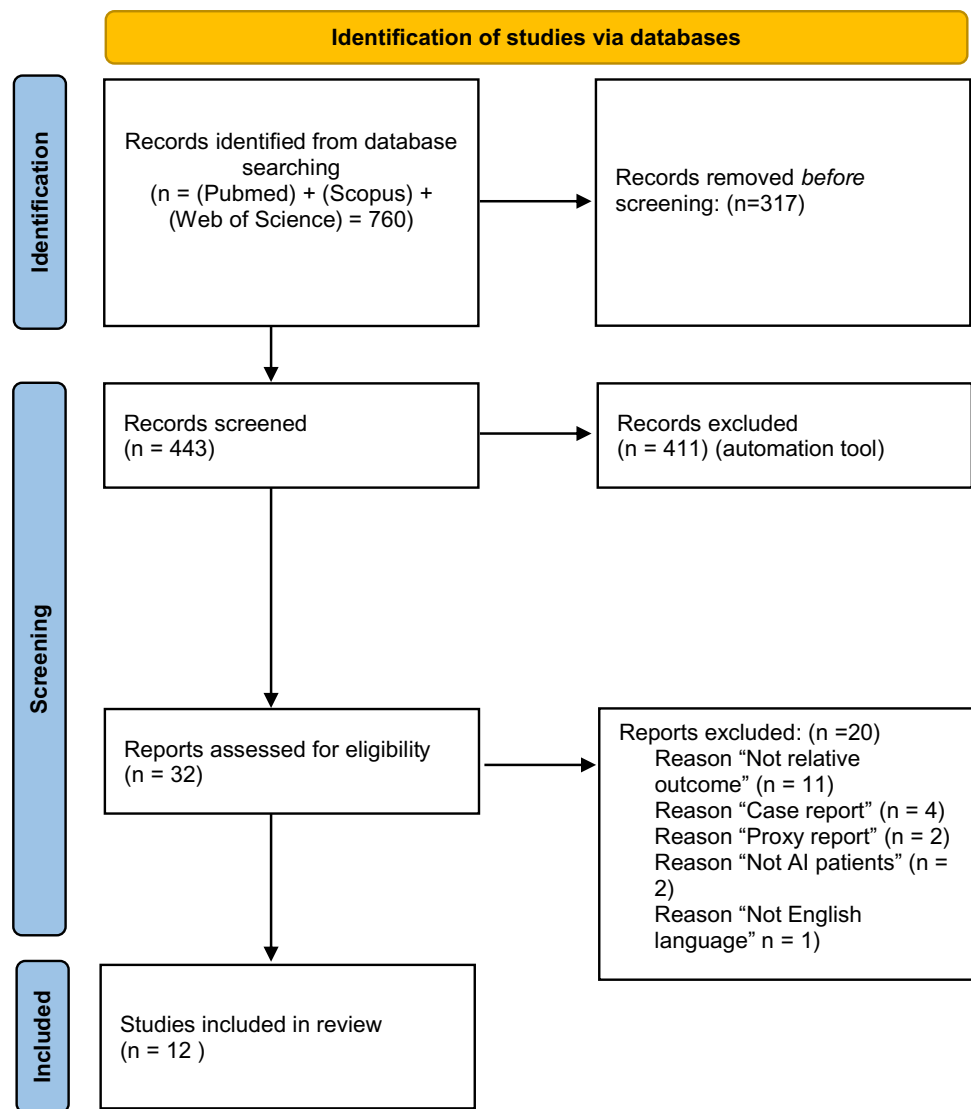 Identification of studies via databases
Identification
Records identified from database
searching
(n = (Pubmed) + (Scopus) +
(Web of Science) = 760)
Records removed before
screening: (n=317)
Screening
Records screened
(n = 443)
Records excluded
(n = 411) (automation tool)
Reports assessed for eligibility
(n = 32)
Reports excluded: (n =20)
Reason “Not relative
outcome” (n = 11)
Reason “Case report” (n = 4)
Reason “Proxy report” (n = 2)
Reason “Not AI patients” (n =
2)
Reason “Not English
language” n = 1)
Included
Studies included in review
(n = 12 )